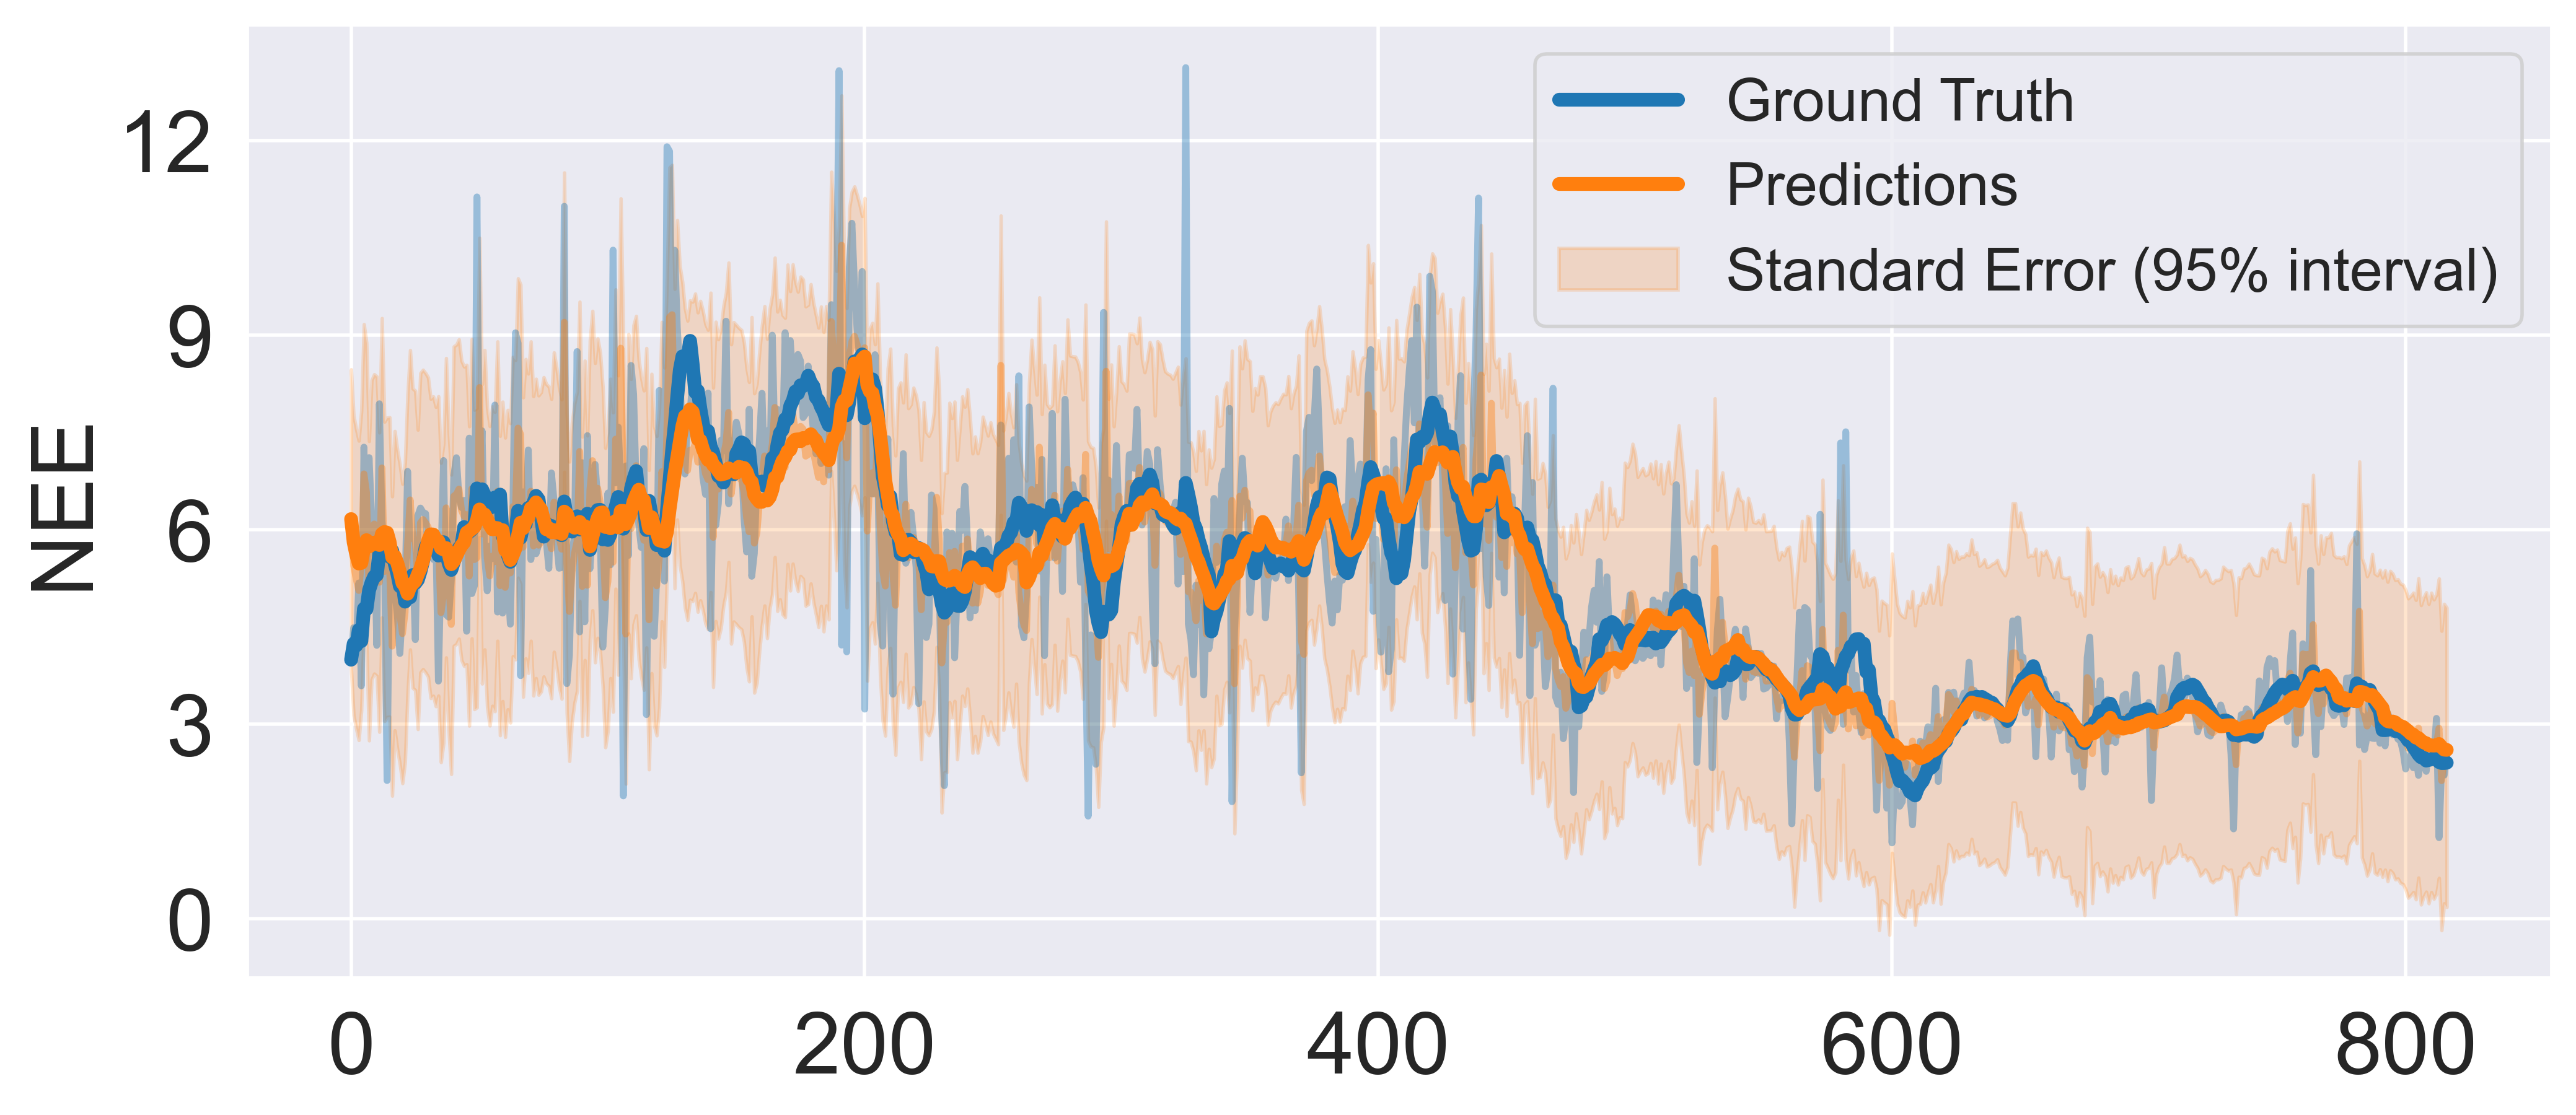 Ground Truth
Predictions
Standard Error (95% interval)
NEE
12
9
6
3
0
0 200 400 600 800